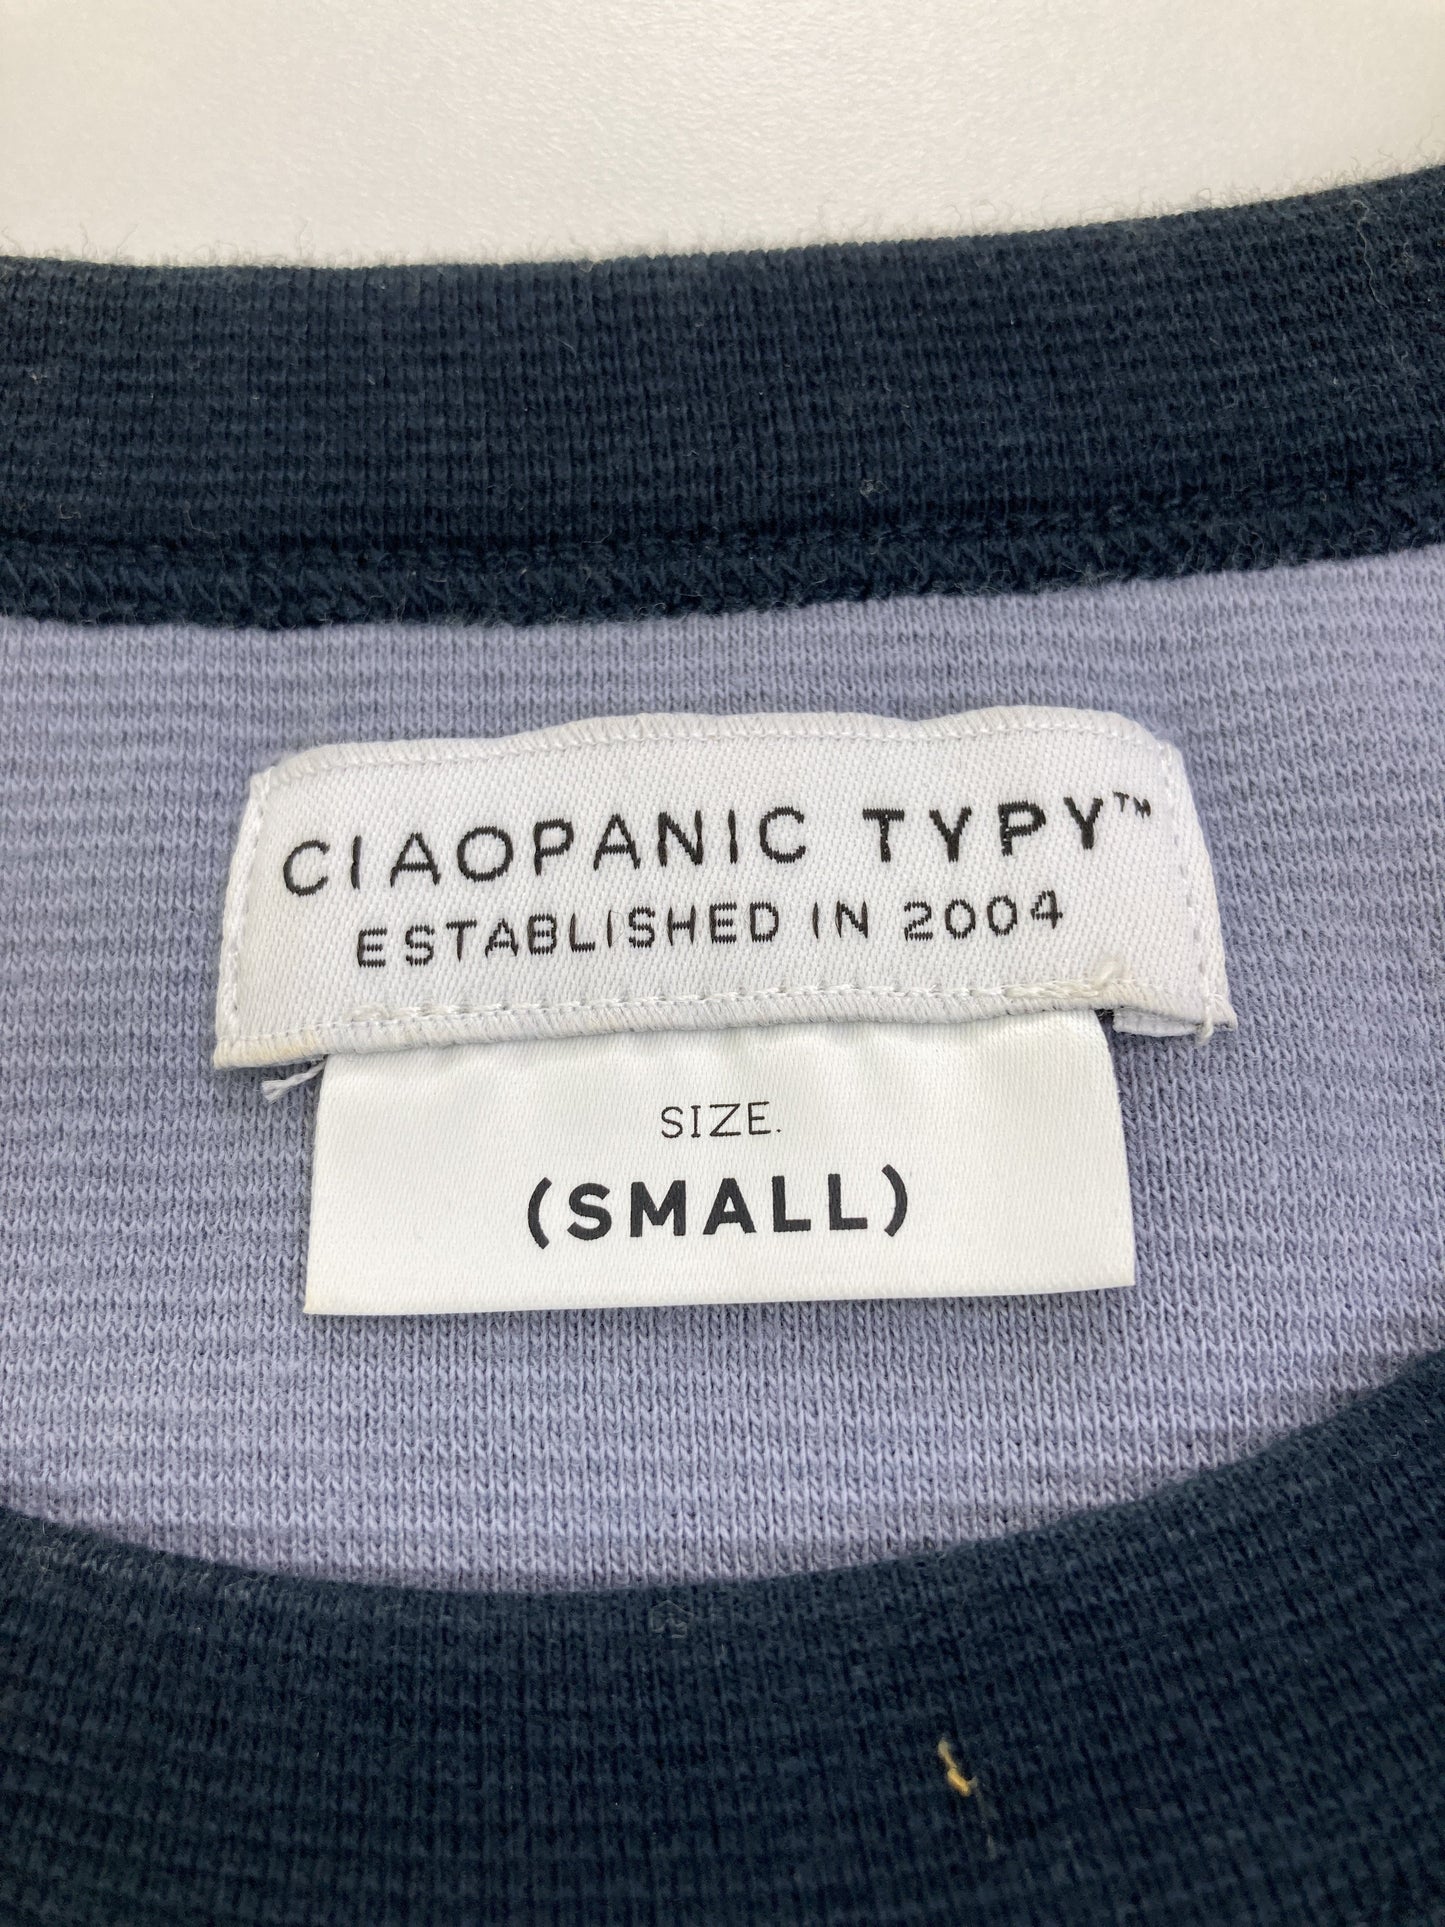 CIAOPANIC TYPY™
ESTABLISHED IN 2004
SIZE.
(SMALL)